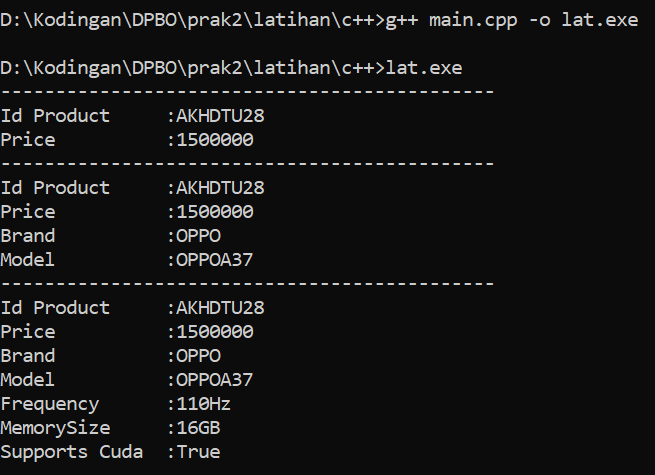 D:\Kodingan\DPBO\prak2\latihan\c++>g++ main.cpp -o lat.exe
D:\Kodingan\DPBO\prak2\latihan\c++>lat.exe
---------------------------------------------
Id Product     :AKHDTU28
Price          :1500000
---------------------------------------------
Id Product     :AKHDTU28
Price          :1500000
Brand          :OPPO
Model          :OPPOA37
---------------------------------------------
Id Product     :AKHDTU28
Price          :1500000
Brand          :OPPO
Model          :OPPOA37
Frequency      :110Hz
MemorySize     :16GB
Supports Cuda  :True